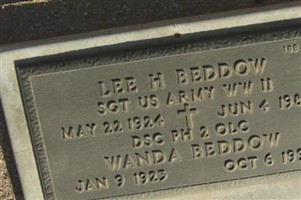 LEE H BEDDOW
SGT US ARMY WW II
MAY 22 1924 JUN 4
DSC PH 2 OLC
WANDA BEDDOW
JAN 9 1925 OCT 6